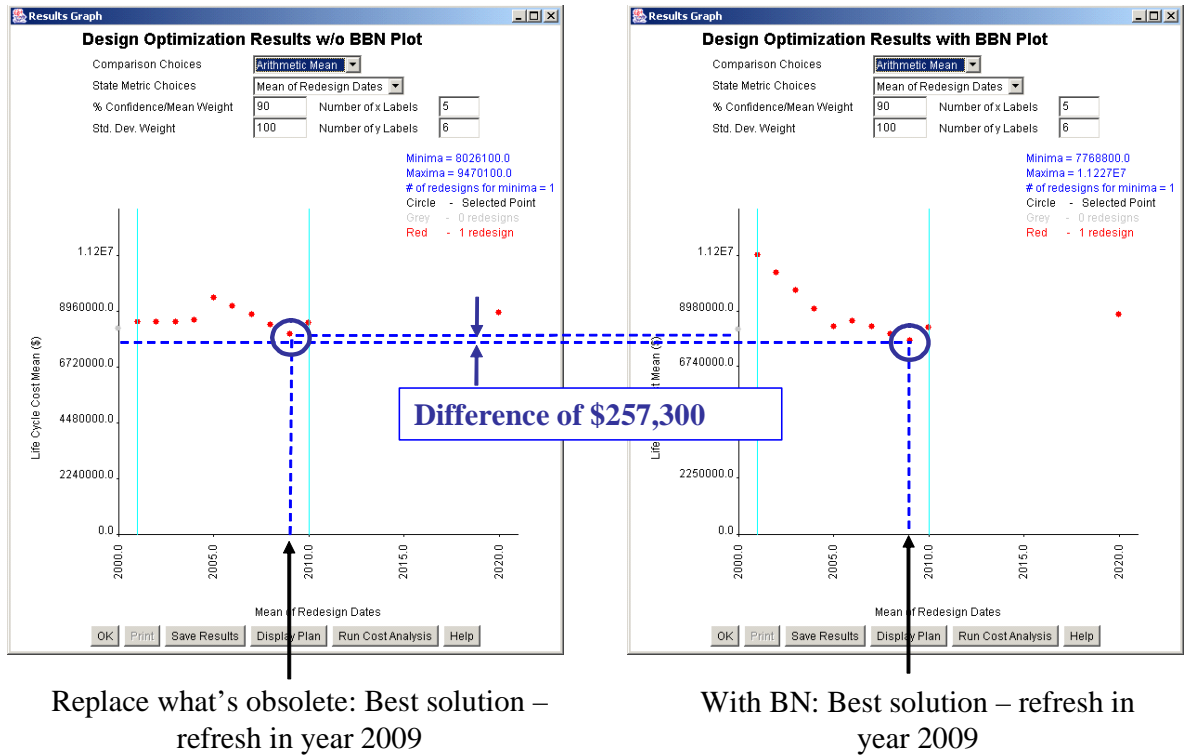 Results Graph
Design Optimization Results w/o BBN Plot
Comparison Choices Arithmetic Mean
State Metric Choices Mean of Redesign Dates
% Confidence/Mean Weight 90 Number of x Labels 5
Std. Dev. Weight 100 Number of y Labels 6
Minima = 8026100.0
Maxima = 9470100.0
# of redesigns for minima = 1
Circle - Selected Point
Grey - 0 redesigns
Red - 1 redesign
1.12E7
8960000.0
6720000.0
4480000.0
2240000.0
0.0
Life Cycle Cost Mean ($)
2000.0 2005.0 2010.0 2015.0 2020.0
Mean of Redesign Dates
OK Print Save Results Display Plan Run Cost Analysis Help
Replace what's obsolete: Best solution –
refresh in year 2009
Difference of $257,300
Results Graph
Design Optimization Results with BBN Plot
Comparison Choices Arithmetic Mean
State Metric Choices Mean of Redesign Dates
% Confidence/Mean Weight 90 Number of x Labels 5
Std. Dev. Weight 100 Number of y Labels 6
Minima = 7768800.0
Maxima = 1.1227E7
# of redesigns for minima = 1
Circle - Selected Point
Grey - 0 redesigns
Red - 1 redesign
1.12E7
8980000.0
6740000.0
2250000.0
0.0
Mean ($)
2000.0 2005.0 2010.0 2015.0 2020.0
Mean of Redesign Dates
OK Print Save Results Display Plan Run Cost Analysis Help
With BN: Best solution – refresh in
year 2009